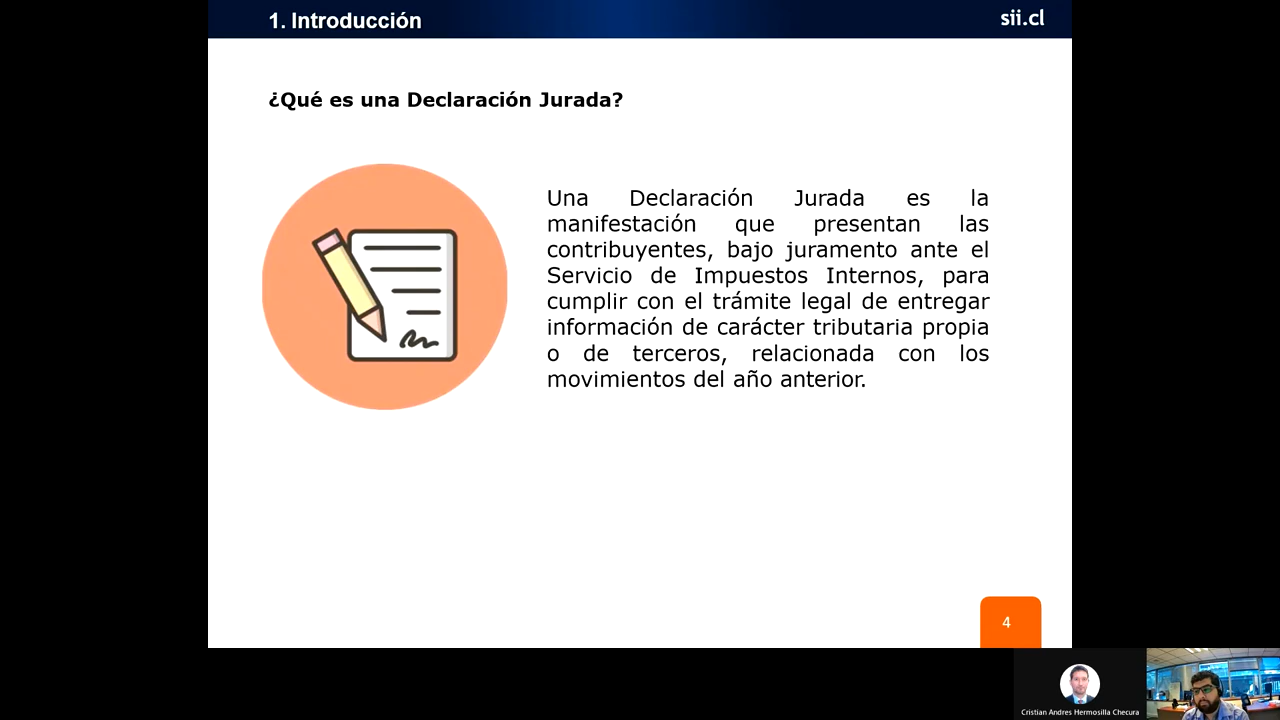 1. Introducción
sii.cl
¿Qué es una Declaración Jurada?
Una Declaración Jurada es la
manifestación que presentan las
contribuyentes, bajo juramento ante el
Servicio de Impuestos Internos, para
cumplir con el trámite legal de entregar
información de carácter tributaria propia
o de terceros, relacionada con los
movimientos del año anterior.
4
Cristian Andres Hermosilla Checura